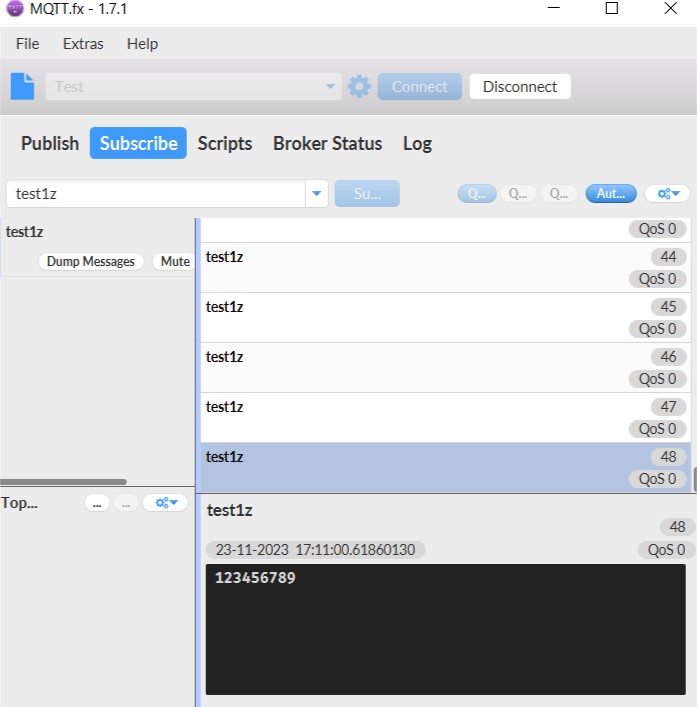 MQTT.fx - 1.7.1
File Extras Help
Test Connect Disconnect
Publish Subscribe Scripts Broker Status Log
test1z Su... Q... Q... Q... Aut...
test1z
Dump Messages Mute
QoS 0
test1z 44
QoS 0
test1z 45
QoS 0
test1z 46
QoS 0
test1z 47
QoS 0
test1z 48
QoS 0
Top... ... ...
test1z
48
23-11-2023 17:11:00.61860130 QoS 0
123456789